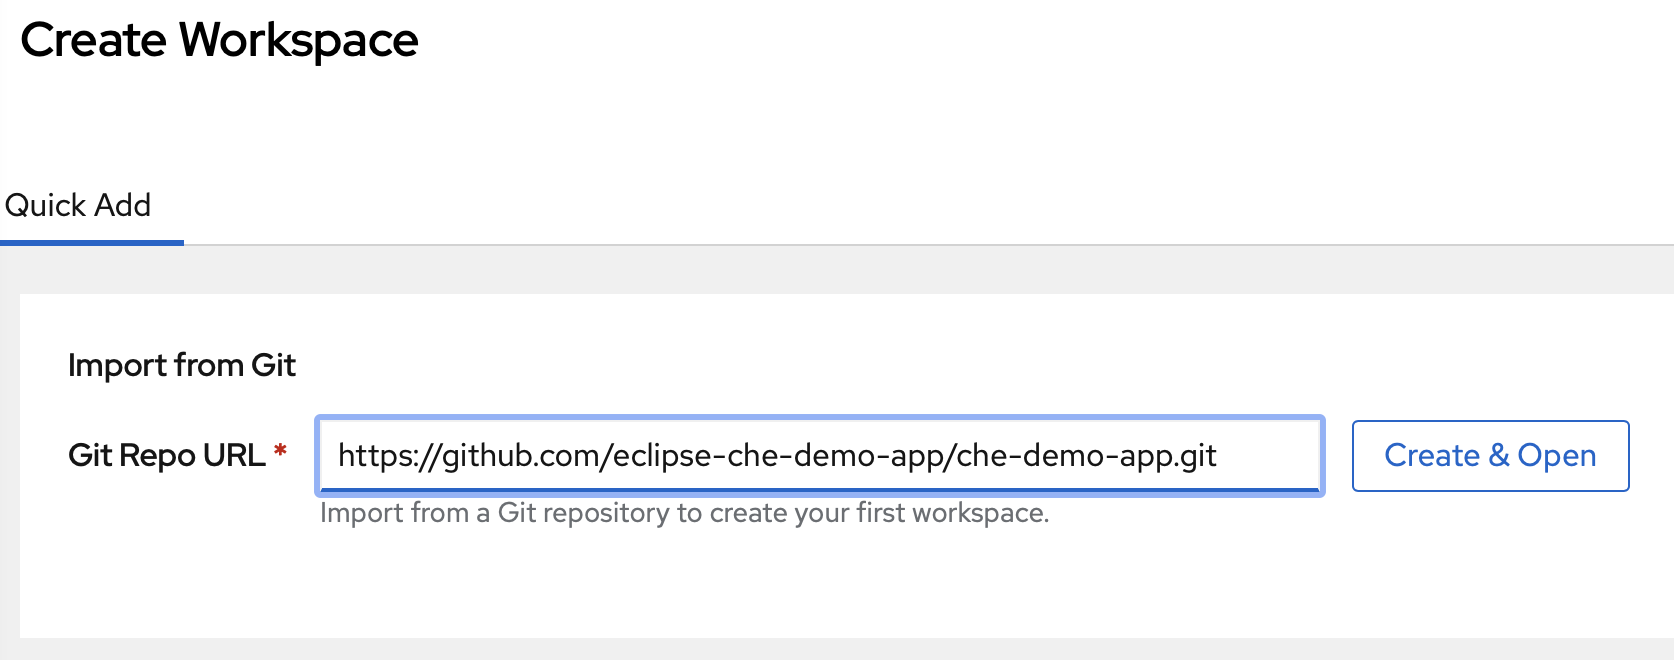 Create Workspace
Quick Add
Import from Git
Git Repo URL * https://github.com/eclipse-che-demo-app/che-demo-app.git Create & Open
Import from a Git repository to create your first workspace.